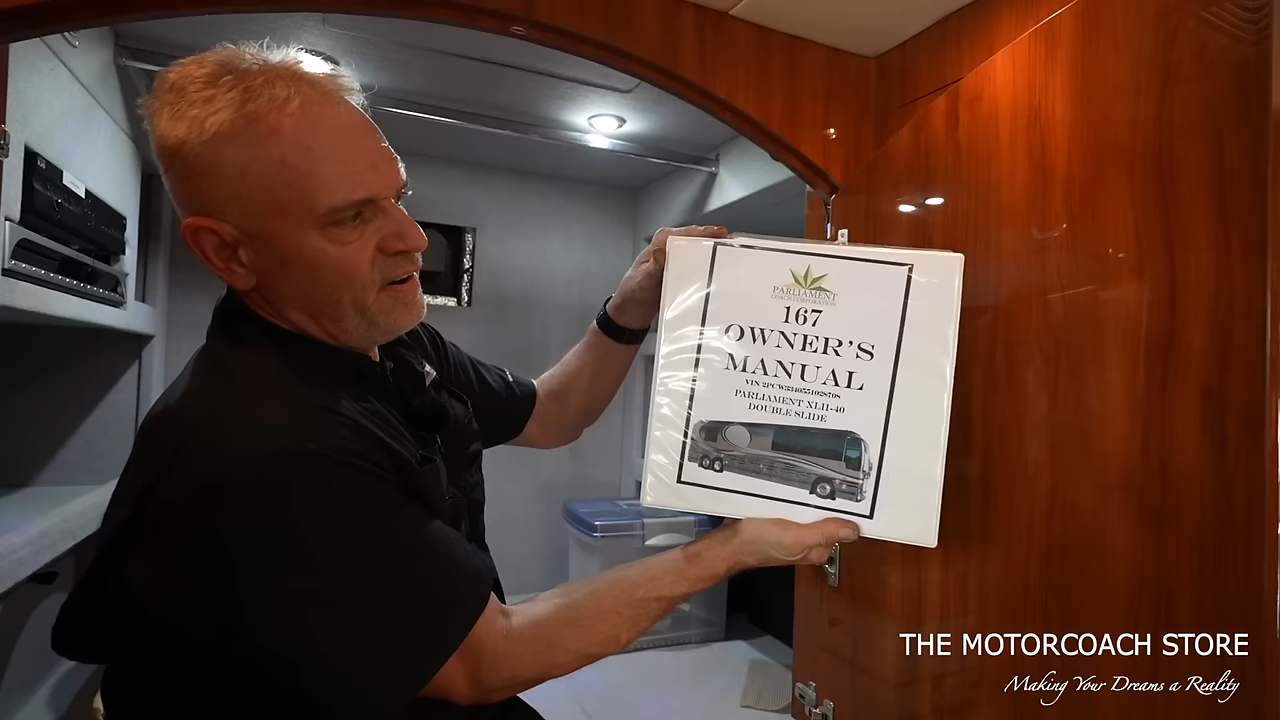 PARLIAMENT
COACH CORPORATION
167
OWNER'S
MANUAL
PARLIAMENT XLII-40
DOUBLE SLIDE
THE MOTORCOACH STORE
Making Your Dreams a Reality